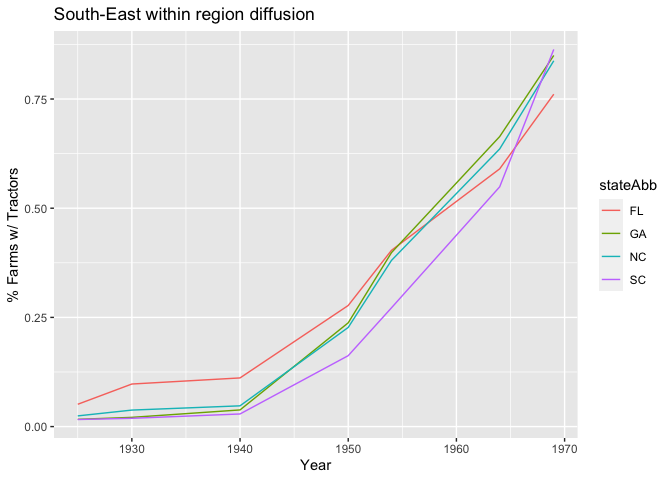 South-East within region diffusion
% Farms w/ Tractors
0.75
0.50
0.25
0.00
1930 1940 1950 1960 1970
Year
stateAbb
FL
GA
NC
SC